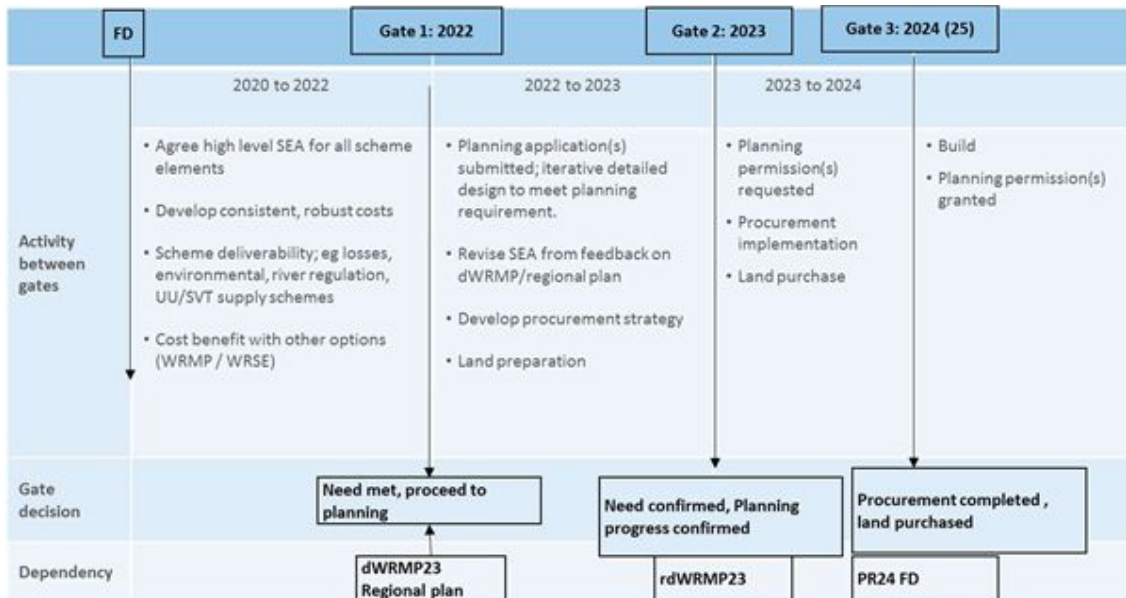 FD
Gate 1: 2022
Gate 2: 2023
Gate 3: 2024 (25)
2020 to 2022
2022 to 2023
2023 to 2024
Activity
between
gates
• Agree high level SEA for all scheme
elements
• Develop consistent, robust costs
• Scheme deliverability; eg losses,
environmental, river regulation,
UU/SVT supply schemes
• Cost benefit with other options
(WRMP / WRSE)
• Planning application(s)
submitted; iterative detailed
design to meet planning
requirement.
• Revise SEA from feedback on
dWRMP/regional plan
• Develop procurement strategy
• Land preparation
• Planning
permission(s)
requested
• Procurement
implementation
• Land purchase
• Build
• Planning permission(s)
granted
Gate
decision
Need met, proceed to
planning
Need confirmed, Planning
progress confirmed
Procurement completed ,
land purchased
Dependency
dWRMP23
Regional plan
rdWRMP23
PR24 FD